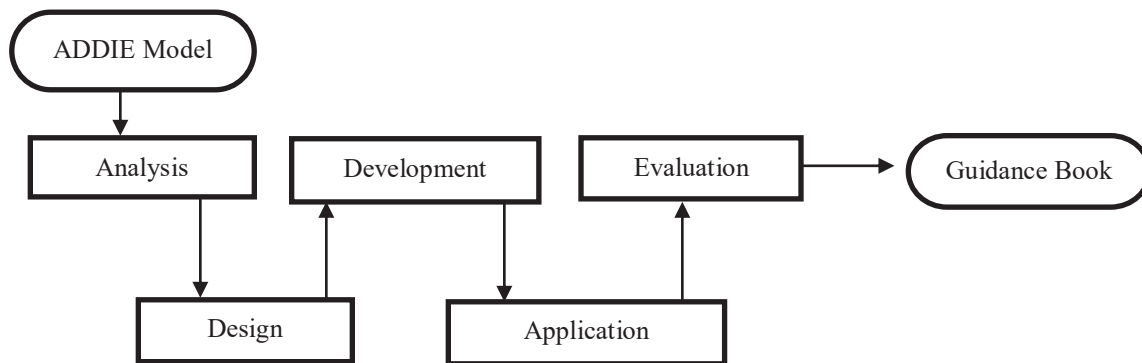 ADDIE Model
Analysis
Design
Development
Application
Evaluation
Guidance Book